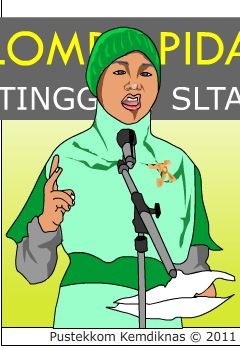 LOMB PIDA
TINGG SLTA
Pustekkom Kemdiknas © 2011